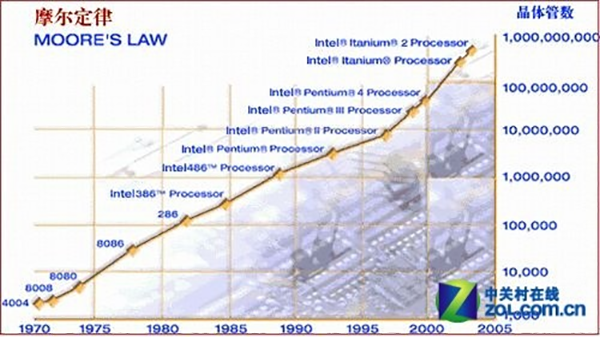 摩尔定律
MOORE'S LAW
晶体管数
Intel® Itanium® 2 Processor
1,000,000,000
Intel® Itanium® Processor
Intel® Pentium® 4 Processor
100,000,000
Intel® Pentium® III Processor
Intel® Pentium® II Processor
10,000,000
Intel® Pentium® Processor
Intel486™ Processor
1,000,000
Intel386™ Processor
286
100,000
8086
8080
10,000
8008
4004
Z
中关村在线
ZOL.COM.CN
1970
1975
1980
1985
1990
1995
2000
2005